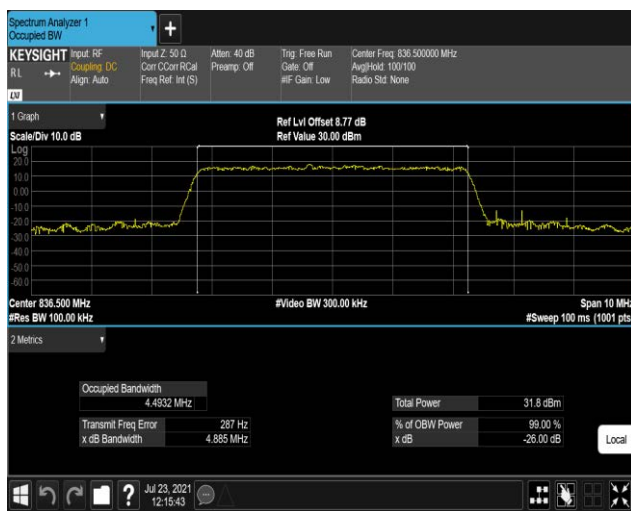 Spectrum Analyzer 1
Occupied BW
+
KEYSIGHT
RL
LXI
Input: RF
Coupling: DC
Align: Auto
Input Z: 50 Ω
Corr CCorr RCal
Freq Ref: Int (S)
Atten: 40 dB
Preamp: Off
Trig: Free Run
Gate: Off
#IF Gain: Low
Center Freq: 836.500000 MHz
Avg|Hold: 100/100
Radio Std: None
1 Graph
Scale/Div 10.0 dB
Ref Lvl Offset 8.77 dB
Ref Value 30.00 dBm
Log
20.0
10.0
0.00
-10.0
-20.0
-30.0
-40.0
-50.0
-60.0
Center 836.500 MHz
#Res BW 100.00 kHz
#Video BW 300.00 kHz
Span 10 MHz
#Sweep 100 ms (1001 pts
2 Metrics
Occupied Bandwidth
4.4932 MHz
Transmit Freq Error 287 Hz
x dB Bandwidth 4.885 MHz
Total Power 31.8 dBm
% of OBW Power 99.00 %
x dB -26.00 dB
Local
?
Jul 23, 2021
12:15:43